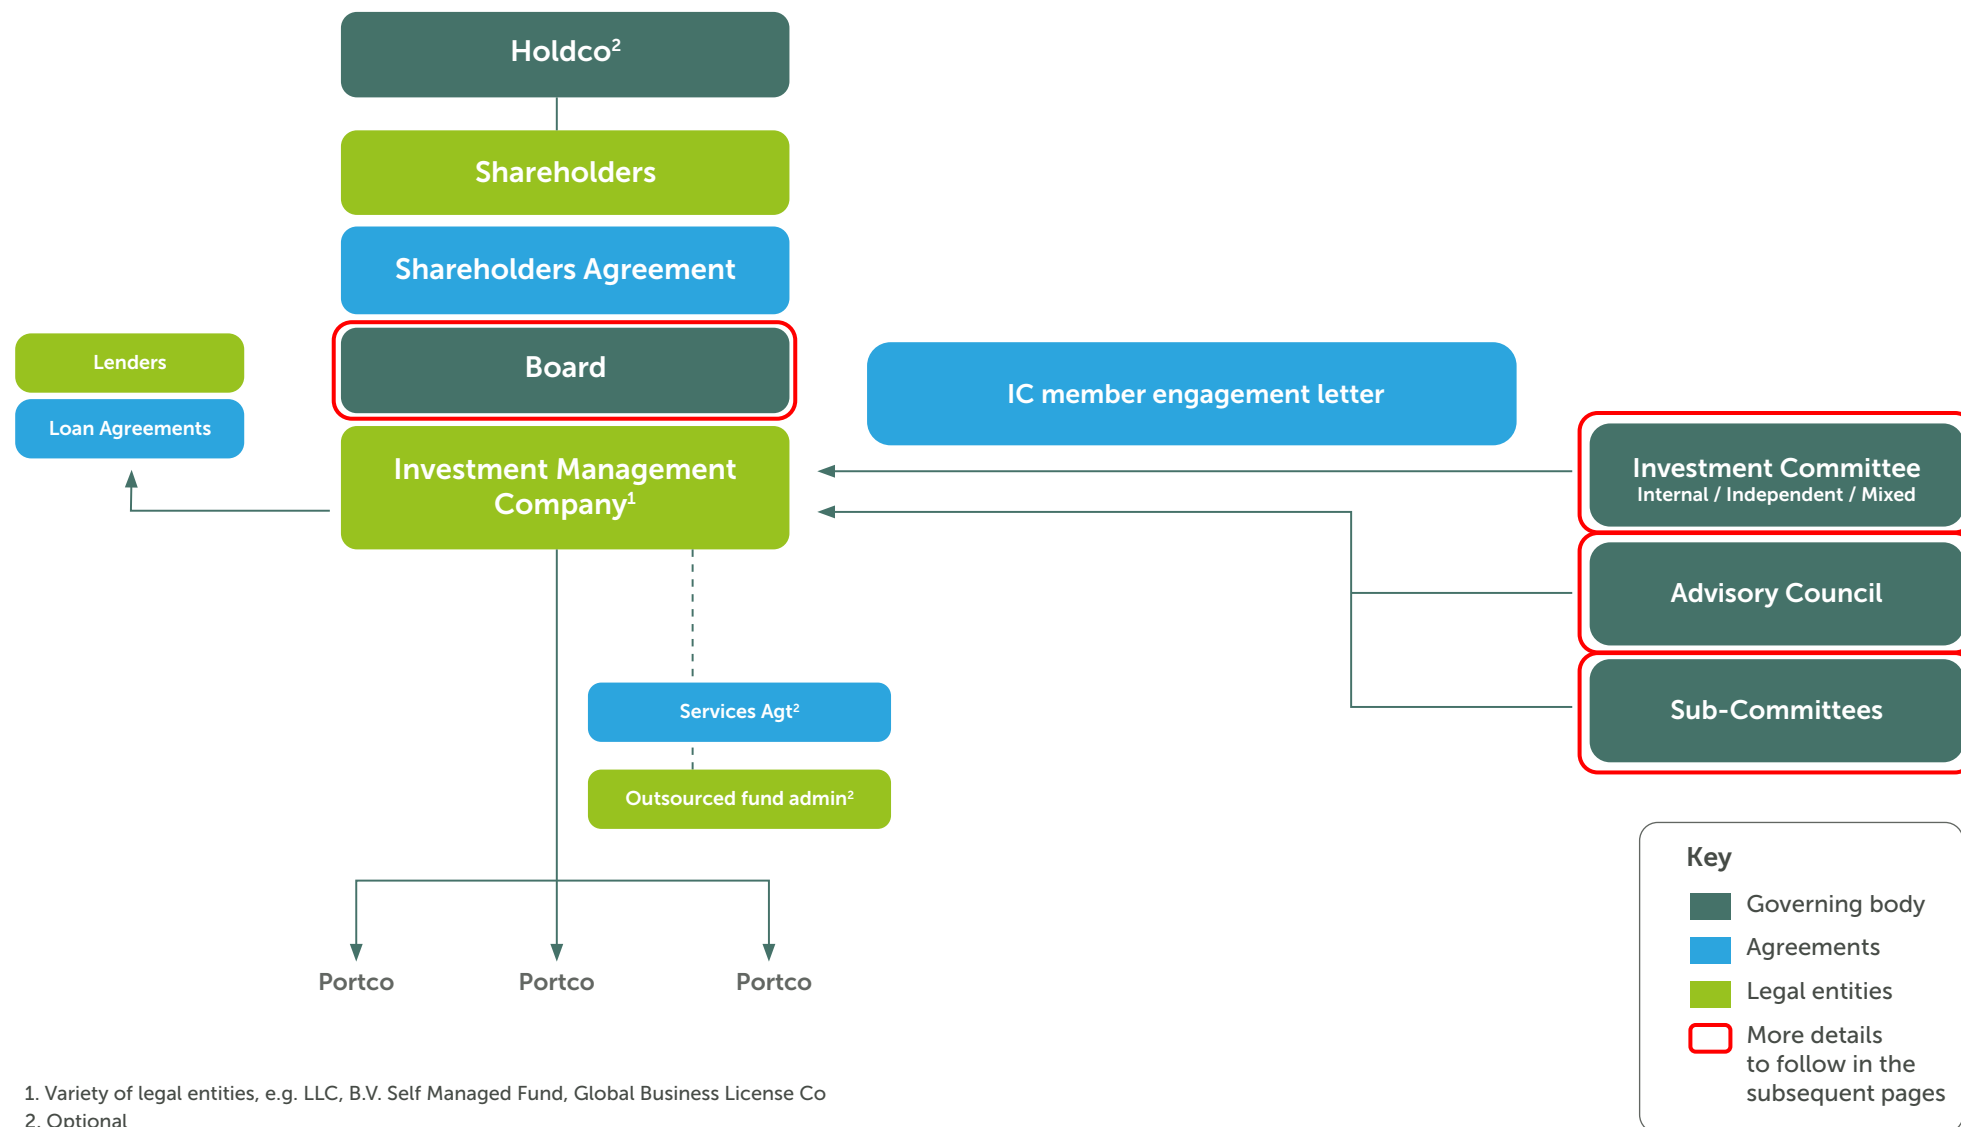 Holdco²
Shareholders
Shareholders Agreement
Board
Lenders
Loan Agreements
Investment Management
Company¹
IC member engagement letter
Investment Committee
Internal / Independent / Mixed
Advisory Council
Sub-Committees
Services Agt²
Outsourced fund admin²
Portco
Portco
Portco
Key
Governing body
Agreements
Legal entities
More details
to follow in the
subsequent pages
1. Variety of legal entities, e.g. LLC, B.V. Self Managed Fund, Global Business License Co
2. Optional